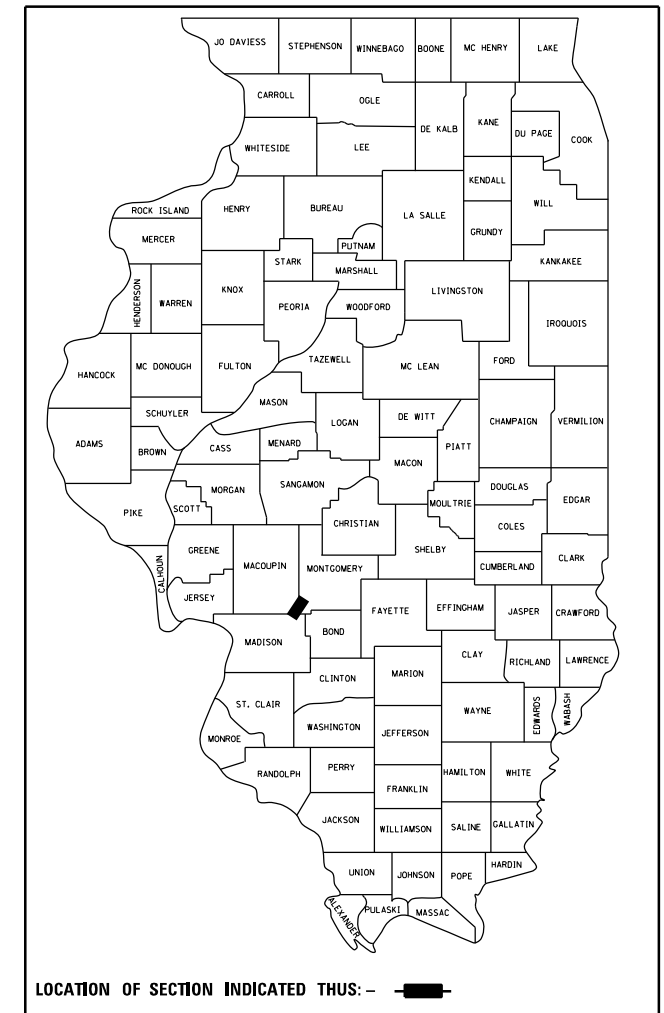 JO DAVIESS STEPHENSON WINNEBAGO BOONE MC HENRY LAKE
CARROLL OGLE DE KALB KANE DU PAGE COOK
WHITESIDE LEE
KENDALL WILL
ROCK ISLAND HENRY BUREAU LA SALLE
GRUNDY
MERCER PUTNAM
STARK MARSHALL KANKAKEE
HENDERSON WARREN KNOX PEORIA WOODFORD LIVINGSTON
IROQUOIS
HANCOCK MC DONOUGH FULTON TAZEWELL MC LEAN FORD
MASON
SCHUYLER LOGAN DE WITT CHAMPAIGN VERMILION
ADAMS BROWN CASS MENARD PIATT
MACON
MORGAN SANGAMON DOUGLAS
PIKE SCOTT CHRISTIAN MOULTRIE COLES EDGAR
GREENE MACOUPIN MONTGOMERY SHELBY
CALHOUN CUMBERLAND CLARK
JERSEY FAYETTE EFFINGHAM JASPER CRAWFORD
MADISON BOND
CLAY RICHLAND LAWRENCE
CLINTON MARION
ST. CLAIR WAYNE EDWARDS WABASH
WASHINGTON JEFFERSON
MONROE
RANDOLPH PERRY HAMILTON WHITE
FRANKLIN
JACKSON WILLIAMSON SALINE GALLATIN
UNION JOHNSON POPE HARDIN
ALEXANDER PULASKI MASSAC
LOCATION OF SECTION INDICATED THUS: –